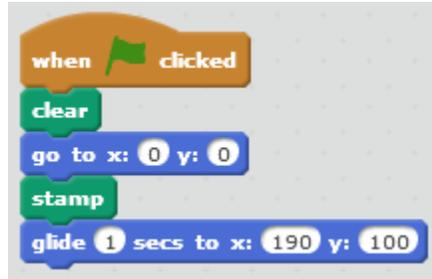 when clicked
clear
go to x: 0 y: 0
stamp
glide 1 secs to x: 190 y: 100